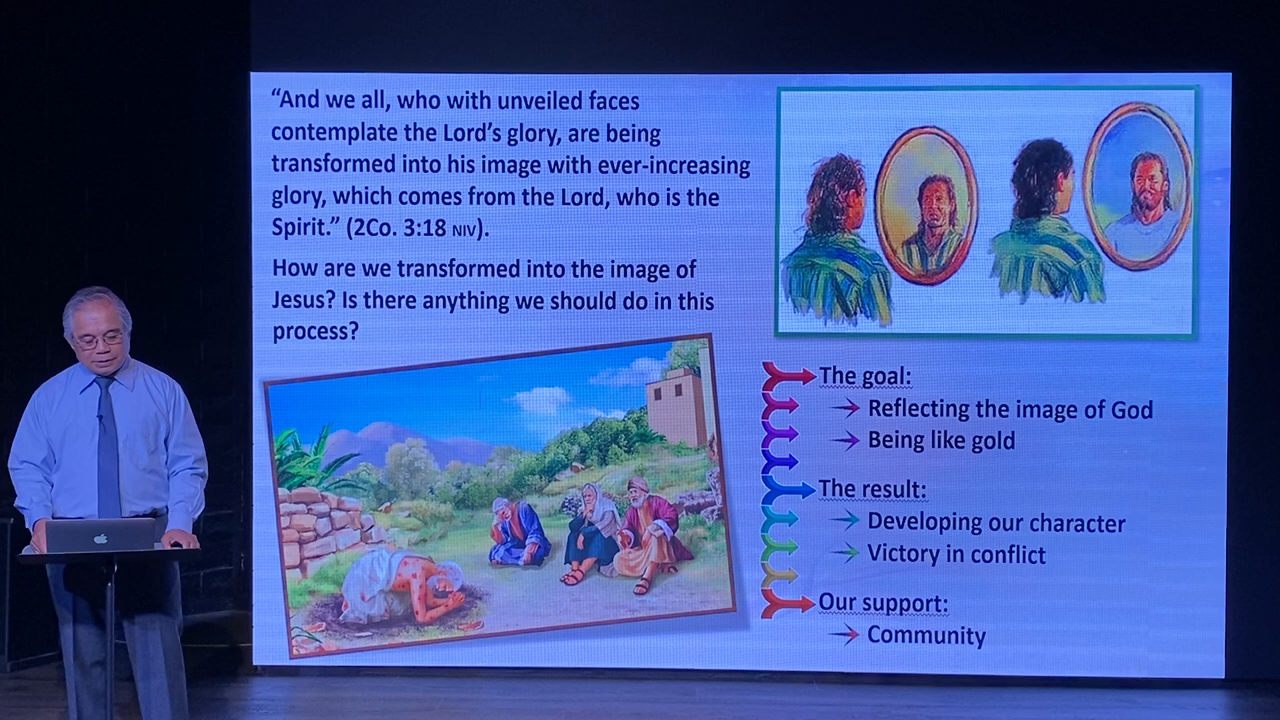 “And we all, who with unveiled faces
contemplate the Lord’s glory, are being
transformed into his image with ever-increasing
glory, which comes from the Lord, who is the
Spirit.” (2Co. 3:18 NIV).
How are we transformed into the image of
Jesus? Is there anything we should do in this
process?
The goal:
Reflecting the image of God
Being like gold
The result:
Developing our character
Victory in conflict
Our support:
Community